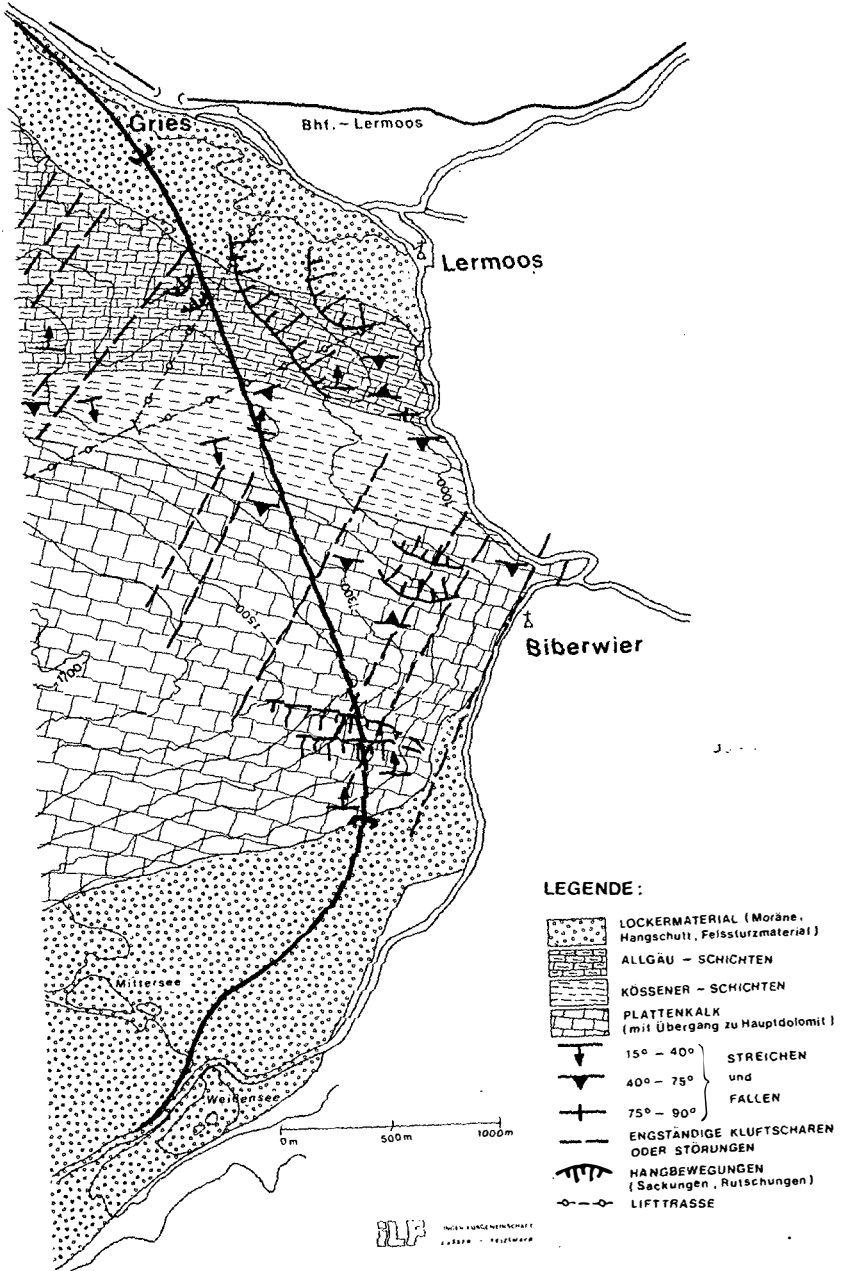 Gries
Bhf. - Lermoos
Lermoos
1000
1300
1500
1700
Biberwier
Mittersee
Weißensee
0m 500m 1000m
LEGENDE:
LOCKERMATERIAL (Moräne,
Hangschutt, Felssturzmaterial)
ALLGÄU - SCHICHTEN
KÖSSENER - SCHICHTEN
PLATTENKALK
(mit Übergang zu Hauptdolomit)
15° - 40°
40° - 75°
75° - 90°
STREICHEN
und
FALLEN
ENGSTÄNDIGE KLUFTSCHAREN
ODER STÖRUNGEN
HANGBEWEGUNGEN
(Sackungen, Rutschungen)
LIFTTRASSE
iLF